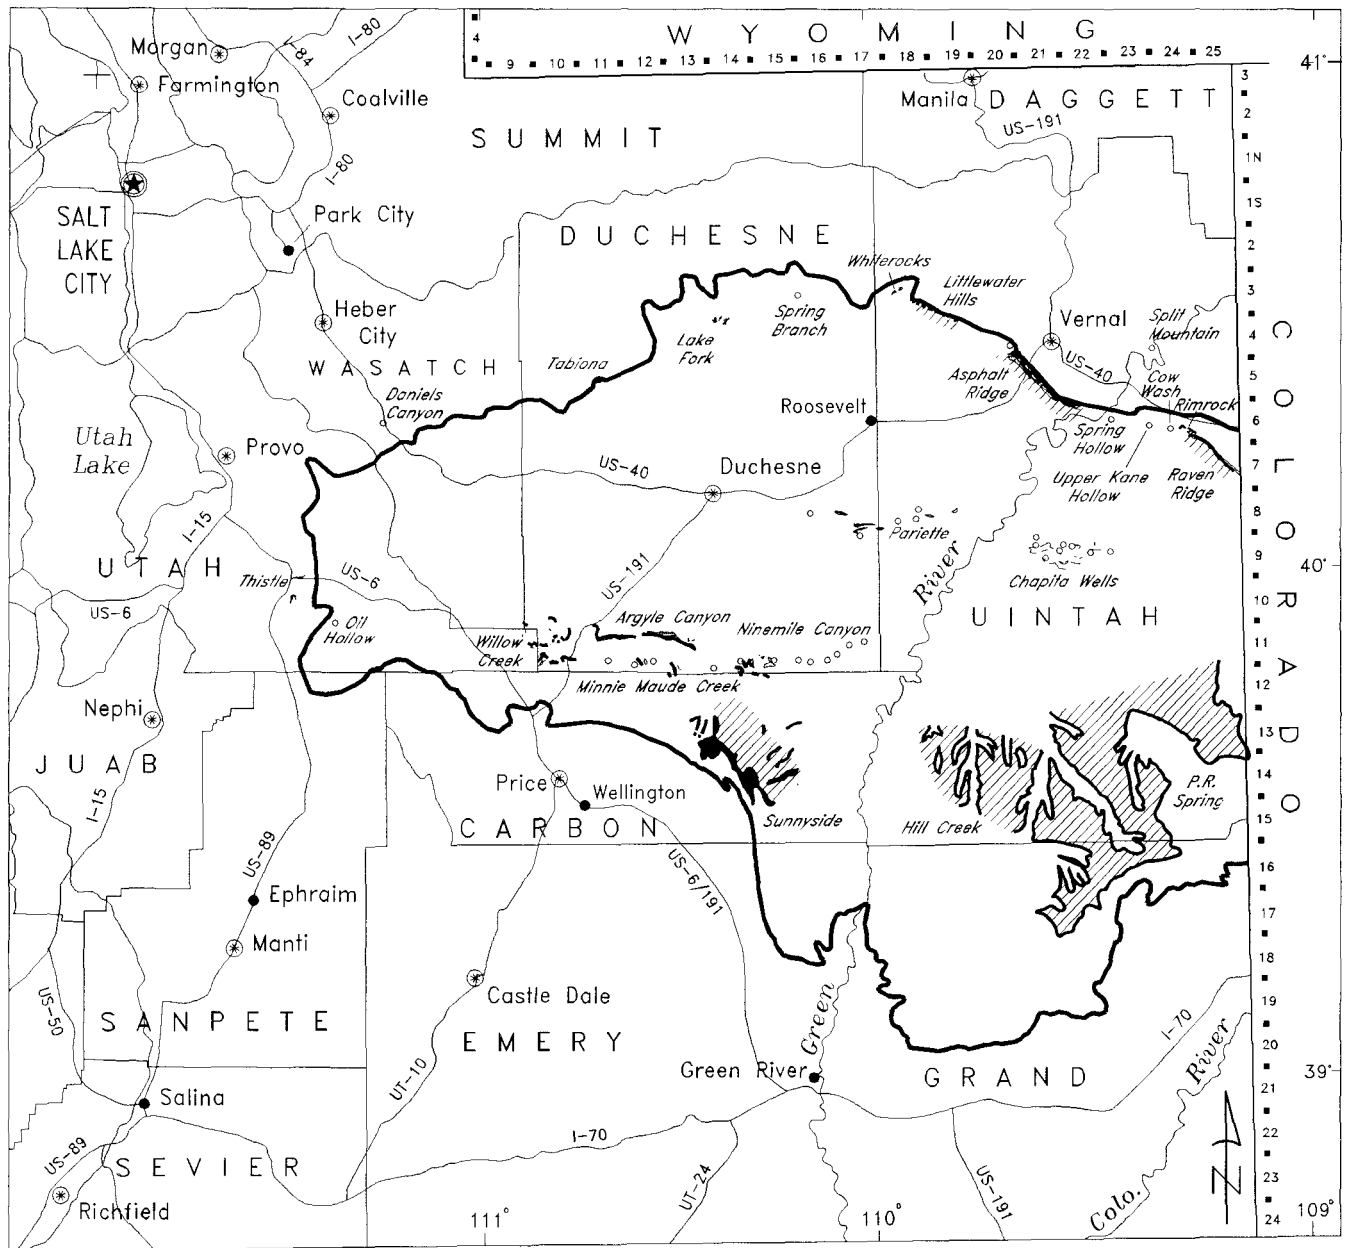 W Y O M I N G
4
9 10 11 12 13 14 15 16 17 18 19 20 21 22 23 24 25
41°
3
2
1N
1S
2
3
4
5
6
7
8
9
10
11
12
13
14
15
16
17
18
19
20
21
22
23
24
C O L O R A D O
Morgan
I-84
I-80
Farmington
Coalville
Manila
DAGGETT
US-191
SUMMIT
I-80
SALT
LAKE
CITY
Park City
DUCHESNE
Whiterocks
Littlewater
Hills
Heber
City
Lake
Fork
Spring
Branch
Vernal
Split
Mountain
WASATCH
Tabiona
US-40
Asphalt
Ridge
Cow
Wash
Rimrock
Daniels
Canyon
Roosevelt
Utah
Lake
Provo
Spring
Hollow
US-40
Duchesne
Upper Kane
Hollow
Raven
Ridge
I-15
Pariette
River
40°
UTAH
Thistle
US-6
US-191
Chapita Wells
US-6
UINTAH
Oil
Hollow
Argyle Canyon
Ninemile Canyon
Willow
Creek
Minnie Maude Creek
Nephi
JUAB
I-15
Price
Wellington
P.R.
Spring
Sunnyside
Hill Creek
CARBON
US-89
US-6/191
Ephraim
Manti
US-50
Castle Dale
SANPETE
EMERY
Green
I-70
River
Green River
GRAND
39°
UT-10
Salina
I-70
US-89
SEVIER
UT-24
US-191
Colo.
N
Richfield
111°
110°
109°